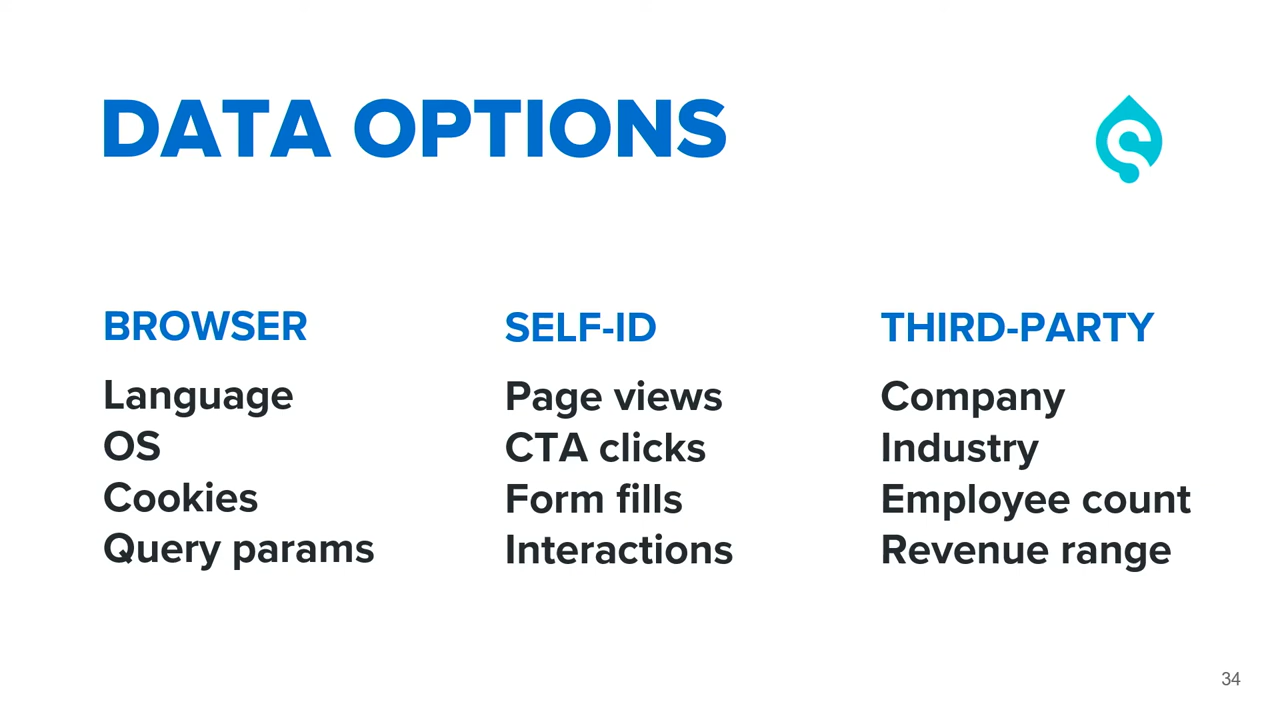 DATA OPTIONS
BROWSER
Language
OS
Cookies
Query params
SELF-ID
Page views
CTA clicks
Form fills
Interactions
THIRD-PARTY
Company
Industry
Employee count
Revenue range
34